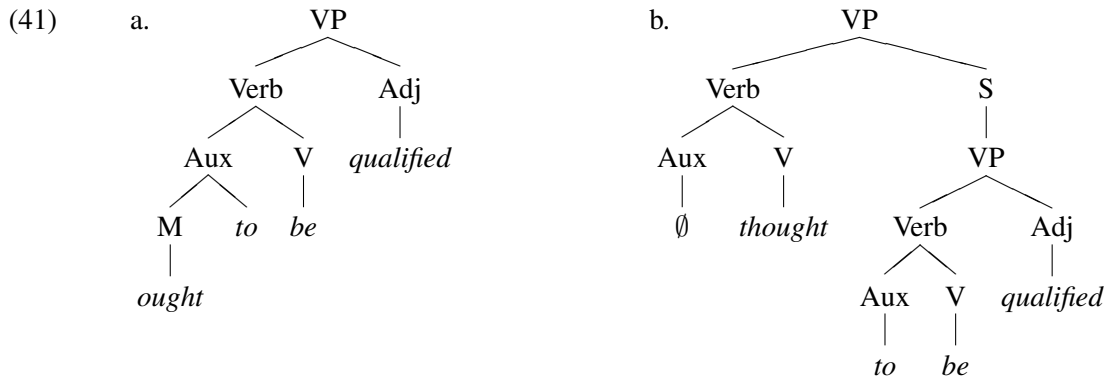 (41) a. VP b. VP
Verb Adj Verb S
Aux V qualified Aux V VP
M to be ∅ thought Verb Adj
ought Aux V qualified
to be